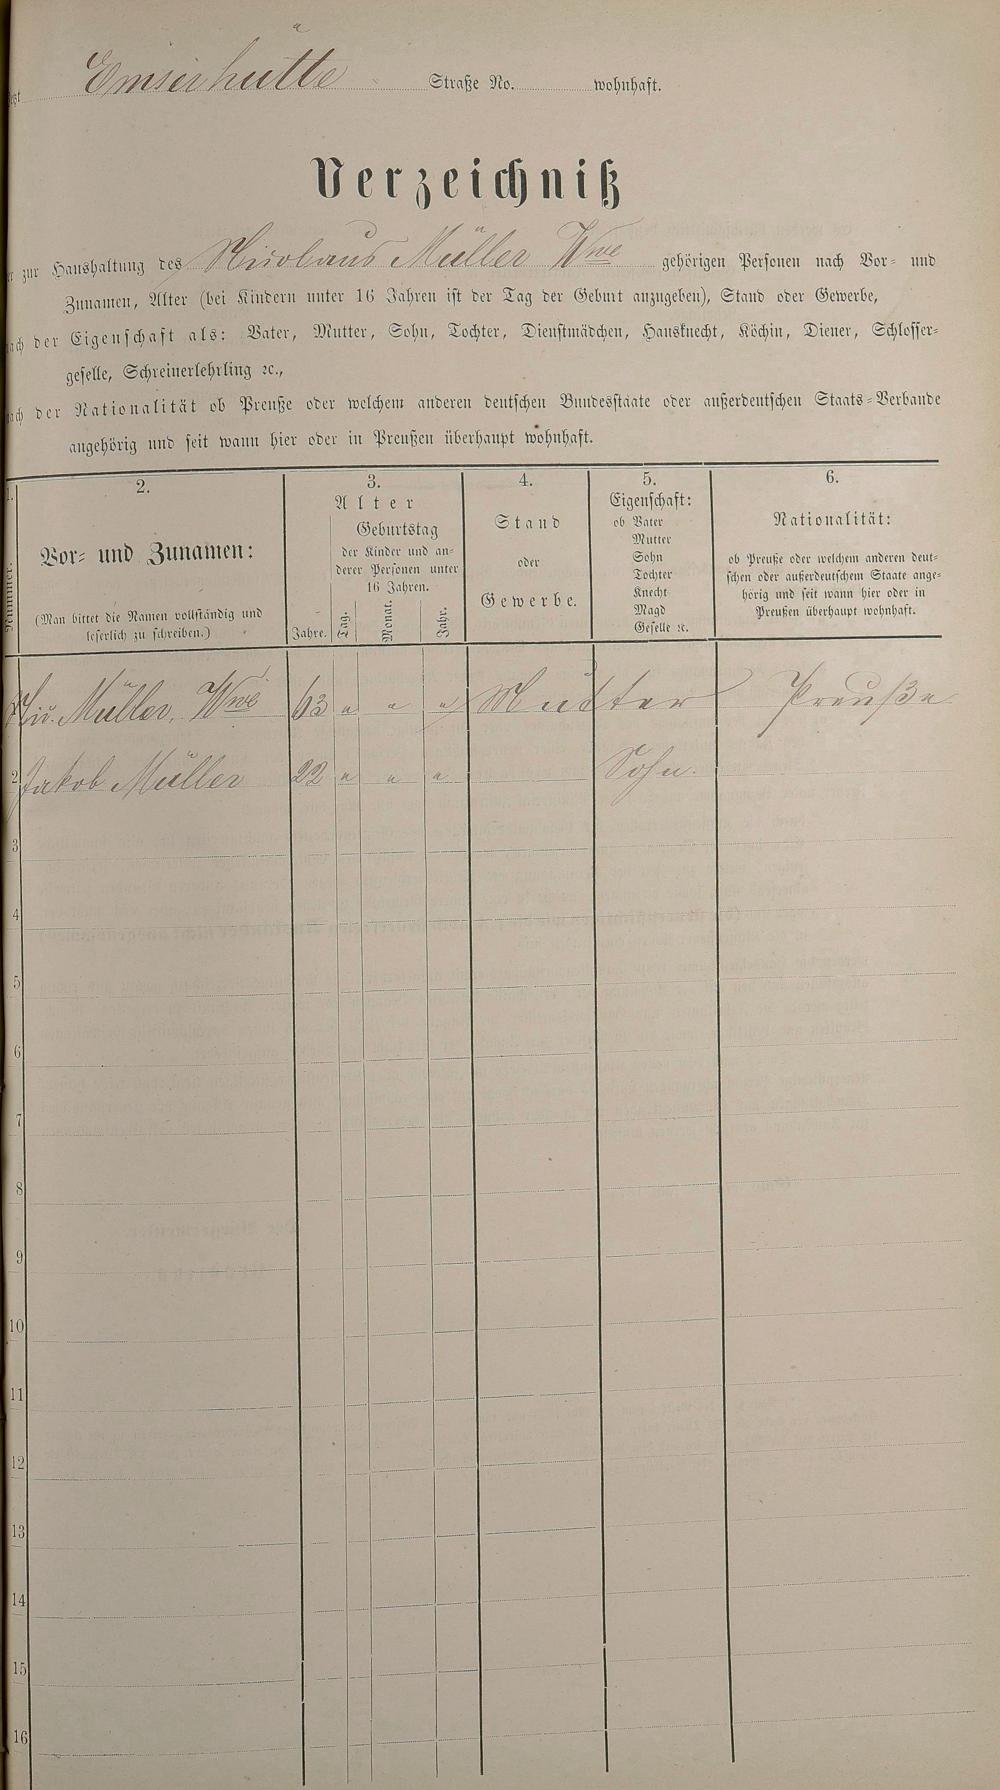 Emserhütte Straße No. wohnhaft.
Verzeichniß
zur Haushaltung des Nicolaus Müller Wwe gehörigen Personen nach Vor- und
Zunamen, Alter (bei Kindern unter 16 Jahren ist der Tag der Geburt anzugeben), Stand oder Gewerbe,
nach der Eigenschaft als: Vater, Mutter, Sohn, Tochter, Dienstmädchen, Hausknecht, Köchin, Diener, Schlosser-
geselle, Schreinerlehrling ꝛc.,
nach der Nationalität ob Preuße oder welchem anderen deutschen Bundesstaate oder außerdeutschen Staats-Verbande
angehörig und seit wann hier oder in Preußen überhaupt wohnhaft.
1.
Nummer.
2.
Vor- und Zunamen:
(Man bittet die Namen vollständig und
leserlich zu schreiben.)
3.
Alter
Jahre.
Geburtstag
der Kinder und an-
derer Personen unter
16 Jahren.
Tag.
Monat.
Jahr.
4.
Stand
oder
Gewerbe.
5.
Eigenschaft:
ob Vater
Mutter
Sohn
Tochter
Knecht
Magd
Geselle ꝛc.
6.
Nationalität:
ob Preuße oder welchem anderen deut-
schen oder außerdeutschem Staate ange-
hörig und seit wann hier oder in
Preußen überhaupt wohnhaft.
Nic. Müller, Wwe 63 " " " Mutter Preuße
2 Jakob Müller 22 " " " Sohn.
3
4
5
6
7
8
9
10
11
12
13
14
15
16